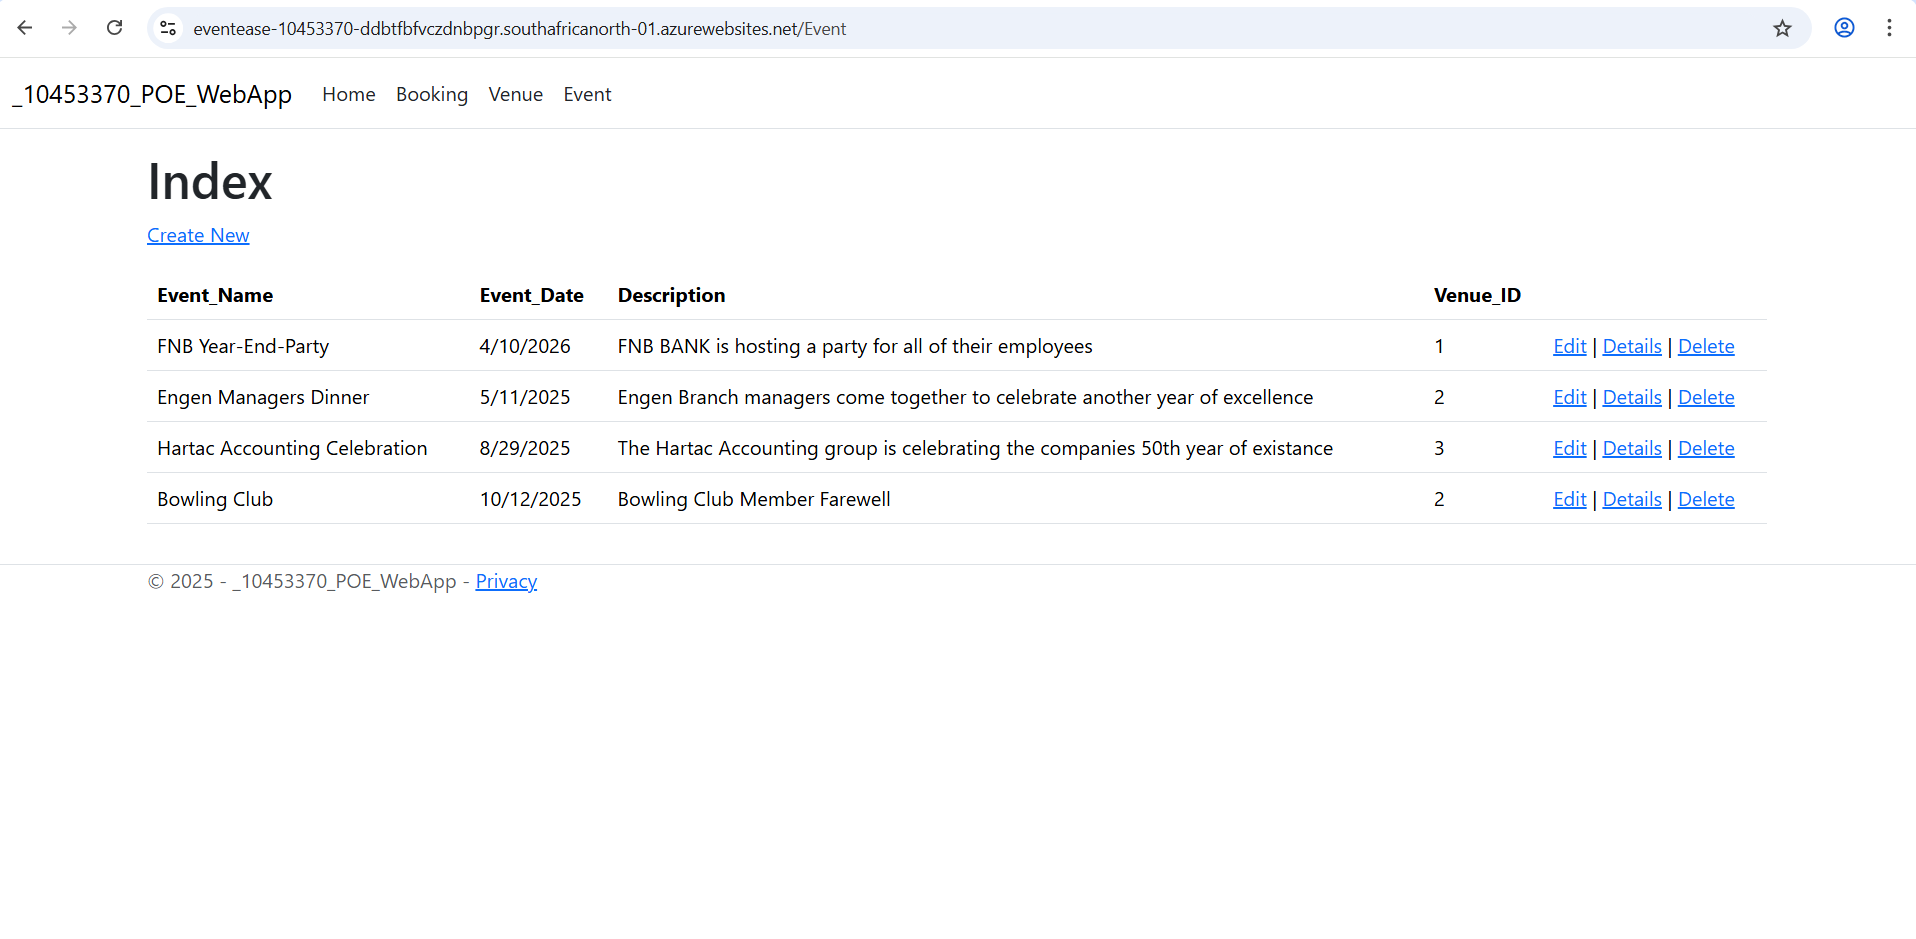 eventease-10453370-ddbtfbfvczdnbpgr.southafricanorth-01.azurewebsites.net/Event
_10453370_POE_WebApp Home Booking Venue Event
Index
Create New
Event_Name Event_Date Description Venue_ID
FNB Year-End-Party 4/10/2026 FNB BANK is hosting a party for all of their employees 1 Edit | Details | Delete
Engen Managers Dinner 5/11/2025 Engen Branch managers come together to celebrate another year of excellence 2 Edit | Details | Delete
Hartac Accounting Celebration 8/29/2025 The Hartac Accounting group is celebrating the companies 50th year of existance 3 Edit | Details | Delete
Bowling Club 10/12/2025 Bowling Club Member Farewell 2 Edit | Details | Delete
© 2025 - _10453370_POE_WebApp - Privacy